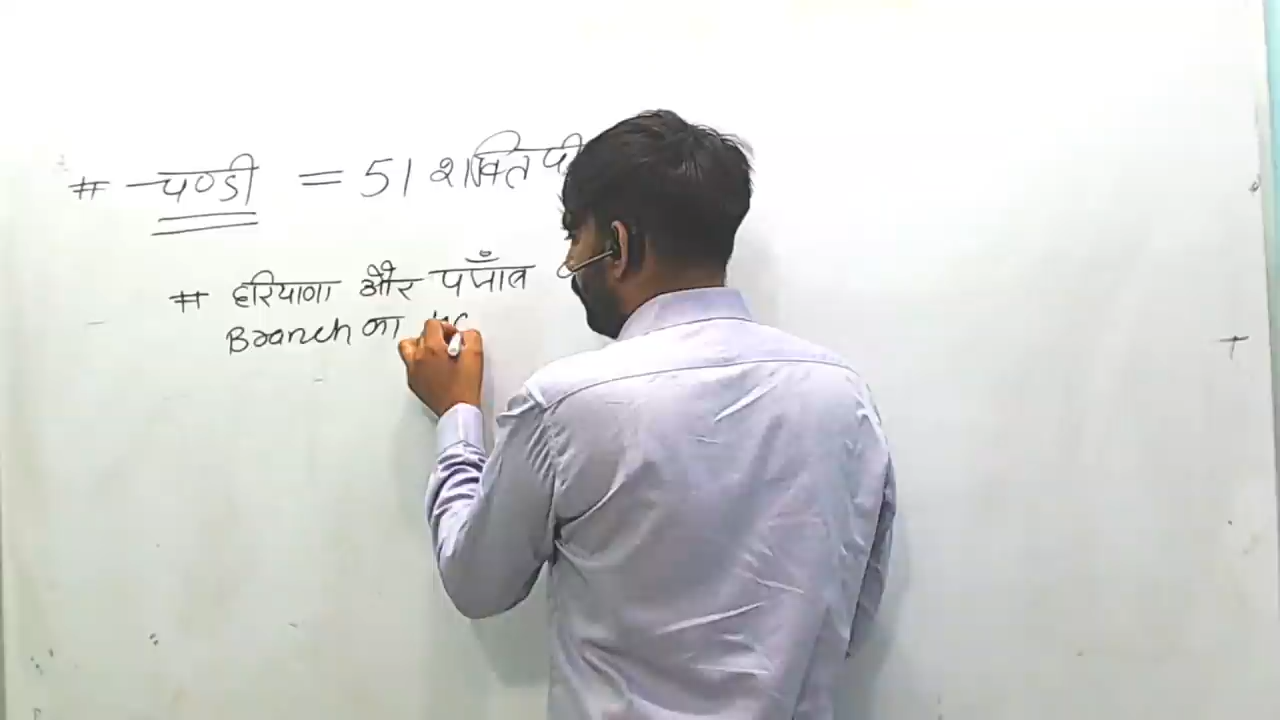 # चण्डी = 51 शक्ति पी
# हरियाणा और पंजाब
Branch का